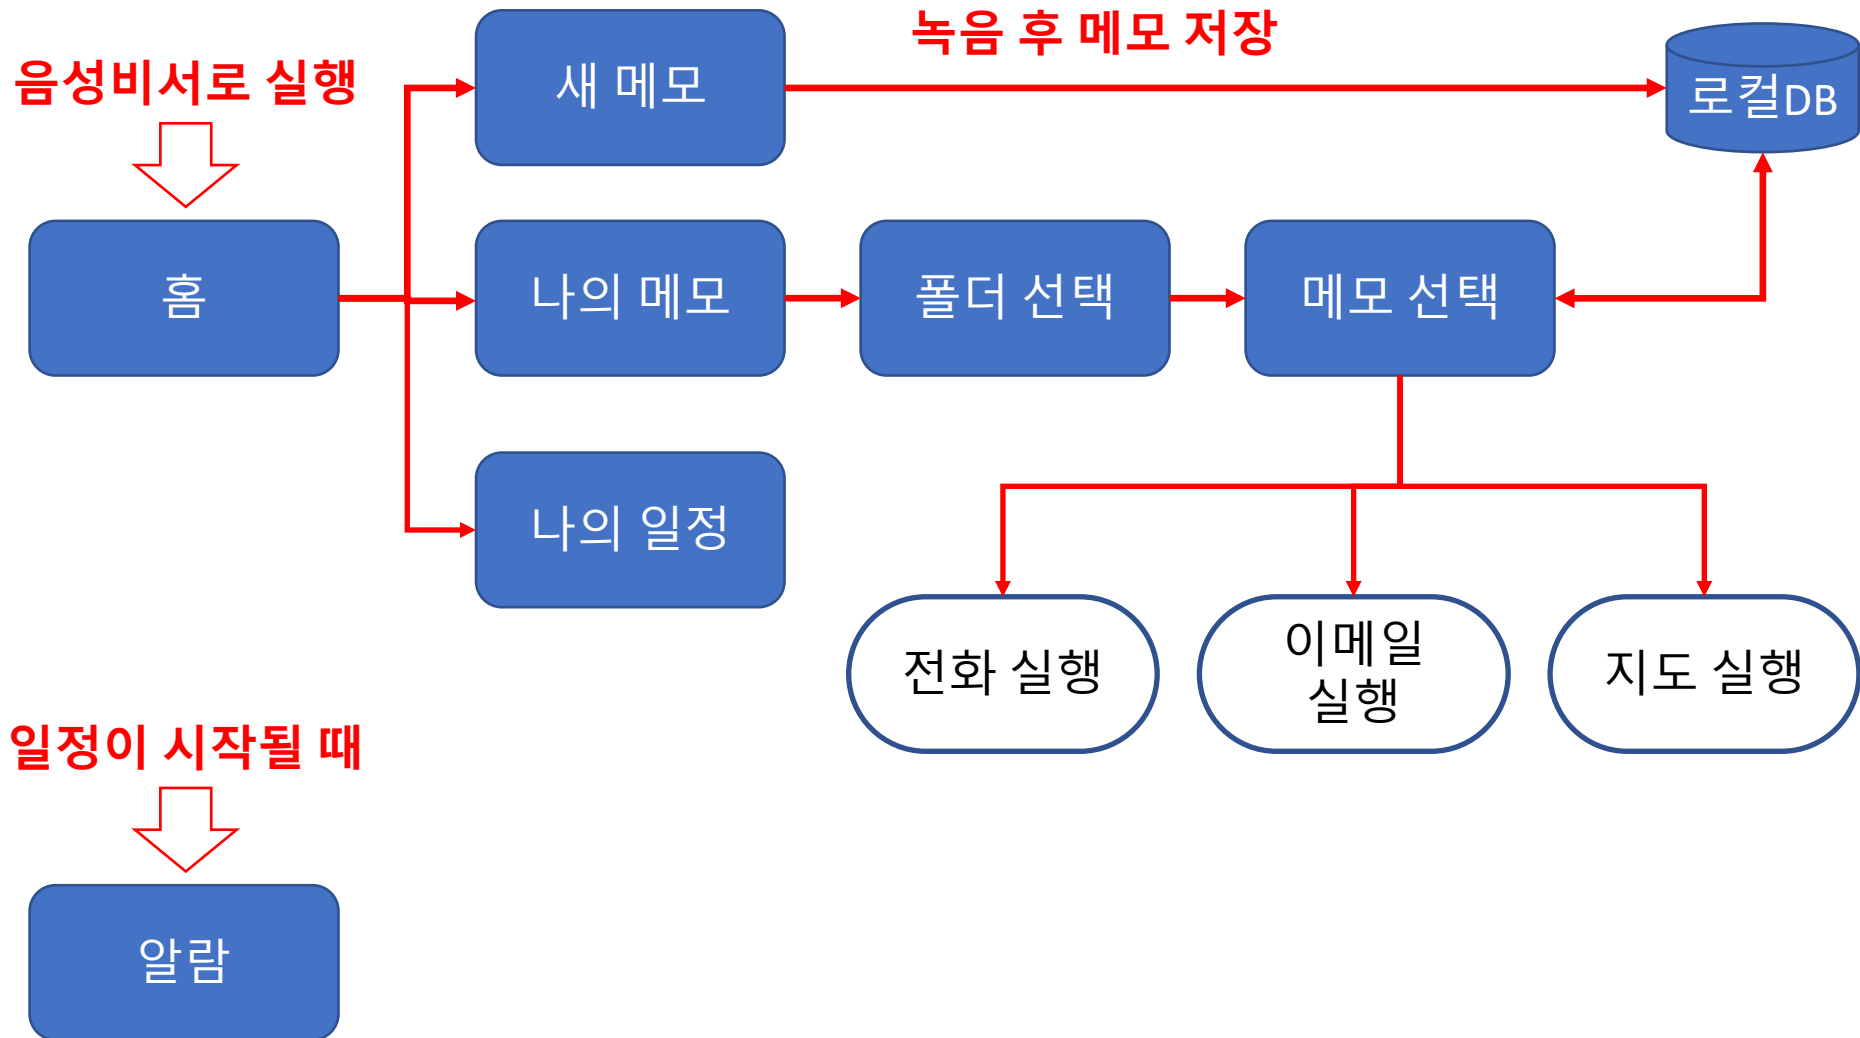 녹음 후 메모 저장
음성비서로 실행
새 메모
로컬DB
홈
나의 메모
폴더 선택
메모 선택
나의 일정
전화 실행
이메일
실행
지도 실행
일정이 시작될 때
알람